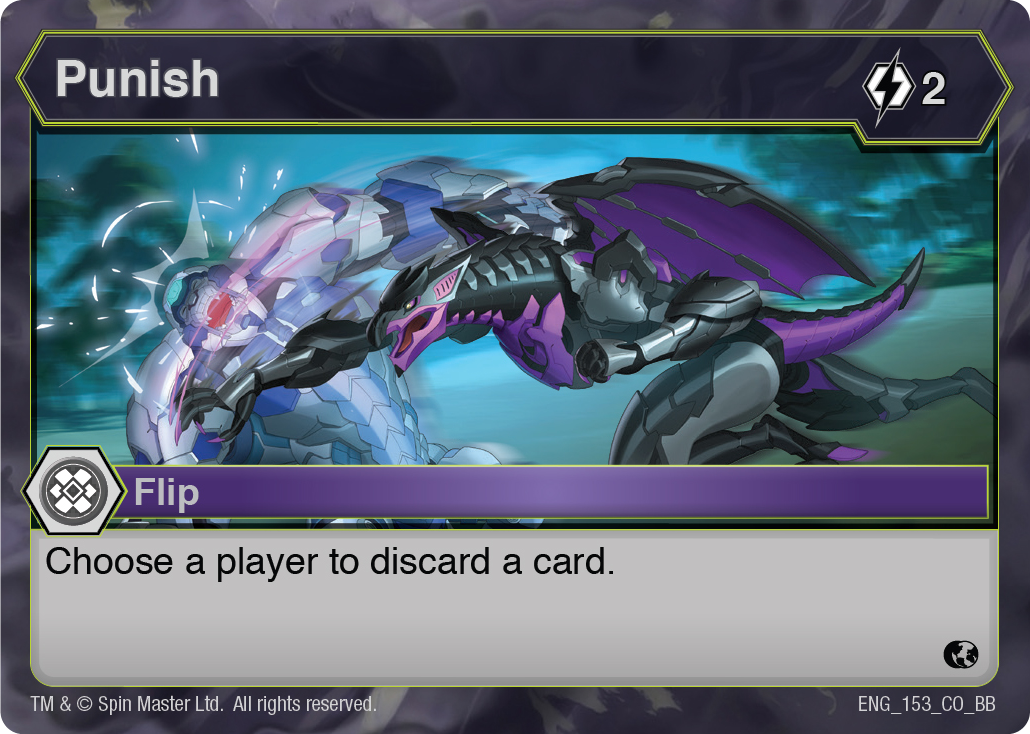 Punish
2
Flip
Choose a player to discard a card.
TM & © Spin Master Ltd. All rights reserved.
ENG_153_CO_BB